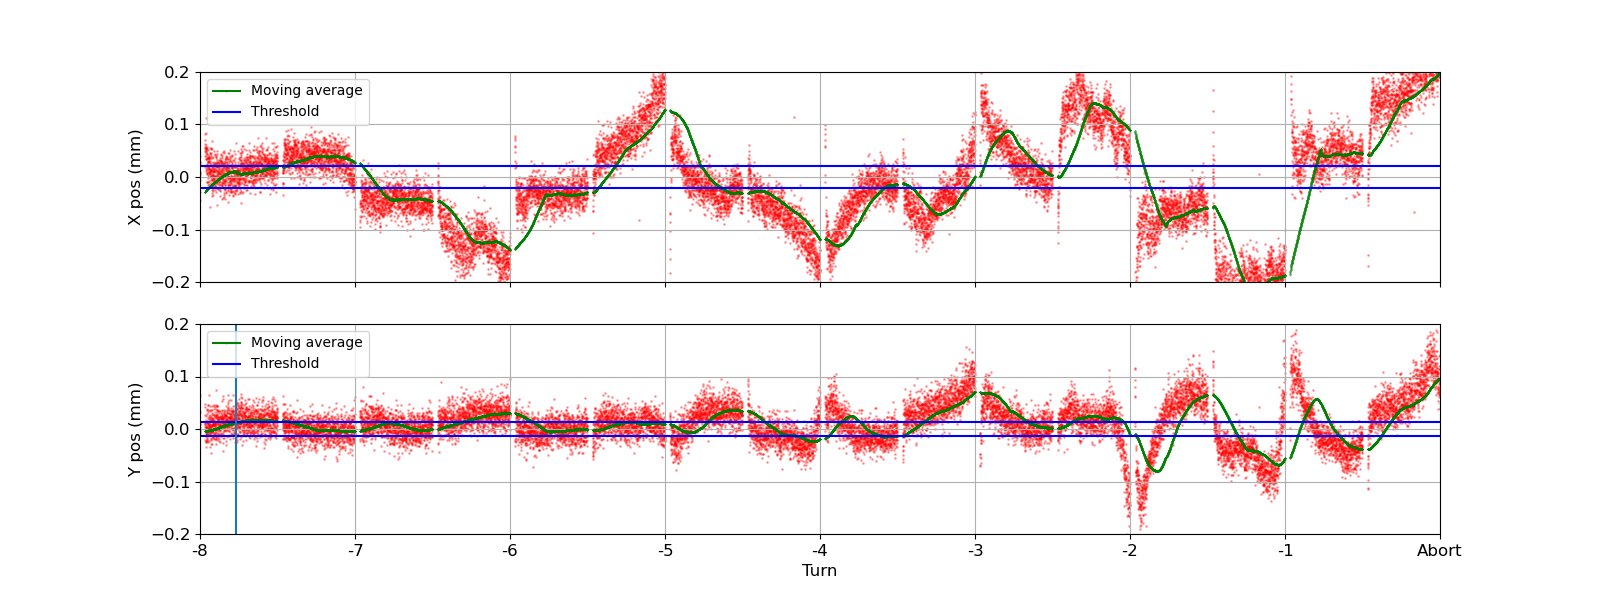 0.2
0.1
0.0
−0.1
−0.2
X pos (mm)
Moving average
Threshold
0.2
0.1
0.0
−0.1
−0.2
Y pos (mm)
Moving average
Threshold
-8 -7 -6 -5 -4 -3 -2 -1 Abort
Turn